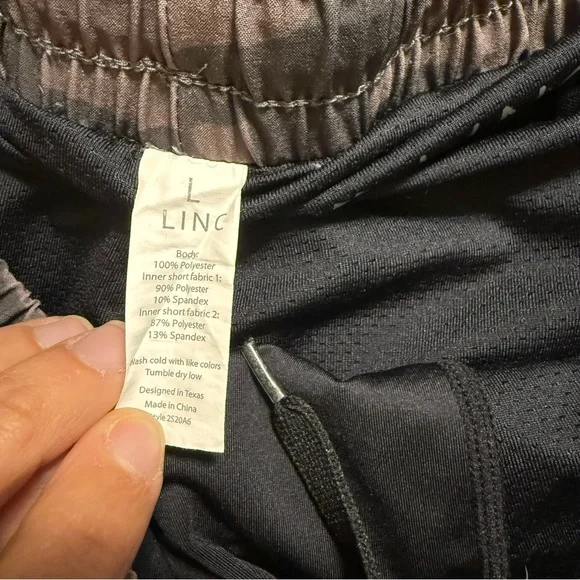 L
LINC
Body:
100% Polyester
Inner short fabric 1:
90% Polyester
10% Spandex
Inner short fabric 2:
87% Polyester
13% Spandex
Wash cold with like colors
Tumble dry low
Designed in Texas
Made in China
Style 2S20A6